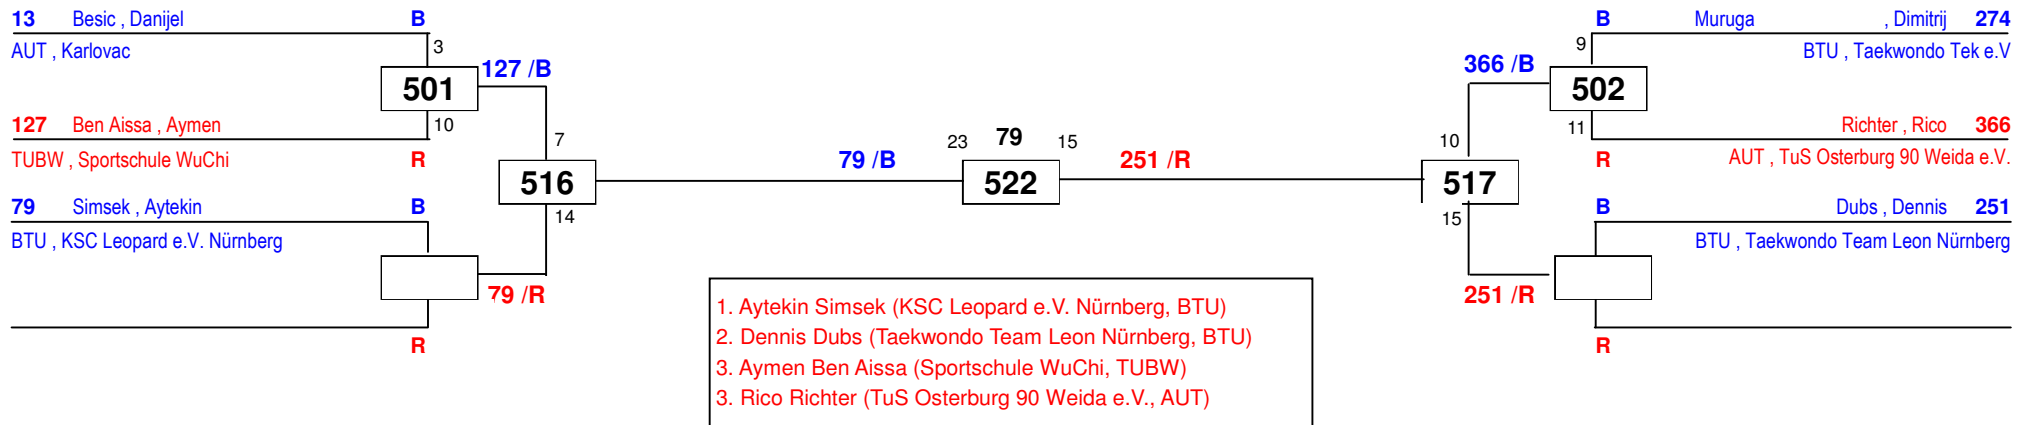 13 Besic , Danijel B
AUT , Karlovac
3
501
127 /B
10
127 Ben Aissa , Aymen
TUBW , Sportschule WuChi R
7
516
14
79 Simsek , Aytekin B
BTU , KSC Leopard e.V. Nürnberg
79 /R
R
79 /B
23 79 15
522
251 /R
B Muruga , Dimitrij 274
BTU , Taekwondo Tek e.V
9
366 /B
502
11
Richter , Rico 366
R AUT , TuS Osterburg 90 Weida e.V.
10
517
15
B Dubs , Dennis 251
BTU , Taekwondo Team Leon Nürnberg
251 /R
R
1. Aytekin Simsek (KSC Leopard e.V. Nürnberg, BTU)
2. Dennis Dubs (Taekwondo Team Leon Nürnberg, BTU)
3. Aymen Ben Aissa (Sportschule WuChi, TUBW)
3. Rico Richter (TuS Osterburg 90 Weida e.V., AUT)